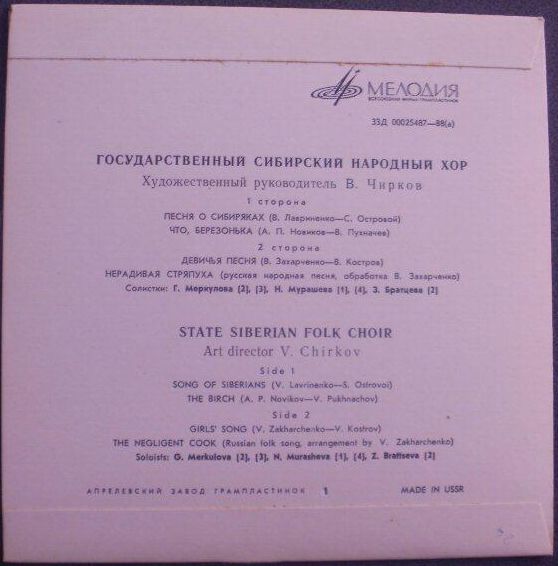 МЕЛОДИЯ
ВСЕСОЮЗНАЯ ФИРМА ГРАМПЛАСТИНОК
33Д 00025487—88(а)
ГОСУДАРСТВЕННЫЙ СИБИРСКИЙ НАРОДНЫЙ ХОР
Художественный руководитель В. Чирков
1 сторона
ПЕСНЯ О СИБИРЯКАХ (В. Лавриненко—С. Островой)
ЧТО, БЕРЕЗОНЬКА (А. П. Новиков—В. Пухначев)
2 сторона
ДЕВИЧЬЯ ПЕСНЯ (В. Захарченко—В. Костров)
НЕРАДИВАЯ СТРЯПУХА (русская народная песня, обработка В. Захарченко)
Солистки: Г. Меркулова [2], [3], Н. Мурашева [1], [4], З. Братцева [2]
STATE SIBERIAN FOLK CHOIR
Art director V. Chirkov
Side 1
SONG OF SIBERIANS (V. Lavrinenko—S. Ostrovoi)
THE BIRCH (A. P. Novikov—V. Pukhnachov)
Side 2
GIRLS' SONG (V. Zakharchenko—V. Kostrov)
THE NEGLIGENT COOK (Russian folk song, arrangement by V. Zakharchenko)
Soloists: G. Merkulova [2], [3], N. Murasheva [1], [4], Z. Brattseva [2]
АПРЕЛЕВСКИЙ ЗАВОД ГРАМПЛАСТИНОК 1 MADE IN USSR